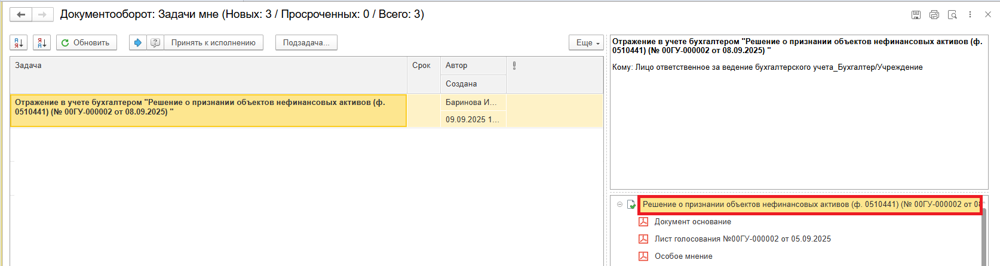 Документооборот: Задачи мне (Новых: 3 / Просроченных: 0 / Всего: 3)
Обновить
Принять к исполнению
Подзадача...
Еще
Задача
Срок
Автор
Создана
Отражение в учете бухгалтером "Решение о признании объектов нефинансовых активов (ф.
0510441) (№ 00ГУ-000002 от 08.09.2025) "
Баринова И...
09.09.2025 1...
Отражение в учете бухгалтером "Решение о признании объектов нефинансовых активов (ф.
0510441) (№ 00ГУ-000002 от 08.09.2025) "
Кому: Лицо ответственное за ведение бухгалтерского учета_Бухгалтер/Учреждение
Решение о признании объектов нефинансовых активов (ф. 0510441) (№ 00ГУ-000002 от 08
Документ основание
Лист голосования №00ГУ-000002 от 05.09.2025
Особое мнение